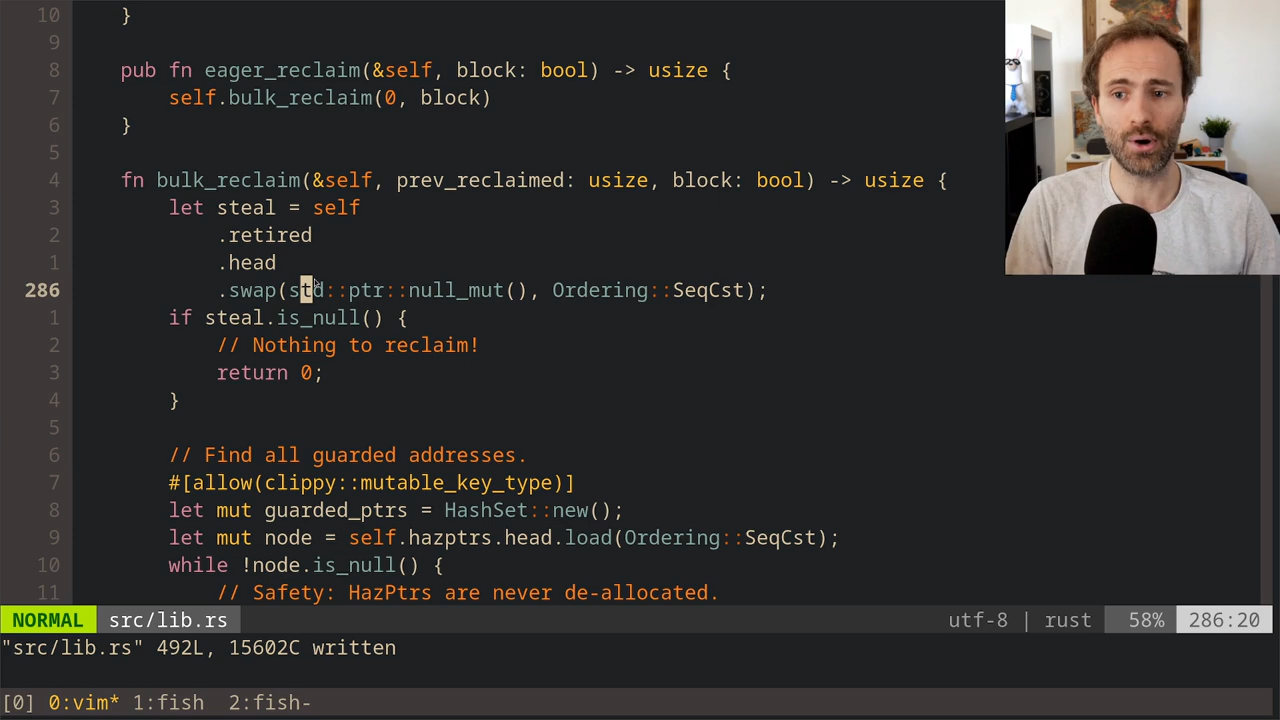 10 }
9
8 pub fn eager_reclaim(&self, block: bool) -> usize {
7 self.bulk_reclaim(0, block)
6 }
5
4 fn bulk_reclaim(&self, prev_reclaimed: usize, block: bool) -> usize {
3 let steal = self
2 .retired
1 .head
286 .swap(std::ptr::null_mut(), Ordering::SeqCst);
1 if steal.is_null() {
2 // Nothing to reclaim!
3 return 0;
4 }
5
6 // Find all guarded addresses.
7 #[allow(clippy::mutable_key_type)]
8 let mut guarded_ptrs = HashSet::new();
9 let mut node = self.hazptrs.head.load(Ordering::SeqCst);
10 while !node.is_null() {
11 // Safety: HazPtrs are never de-allocated.
NORMAL src/lib.rs utf-8 | rust 58% 286:20
"src/lib.rs" 492L, 15602C written
[0] 0:vim* 1:fish 2:fish-